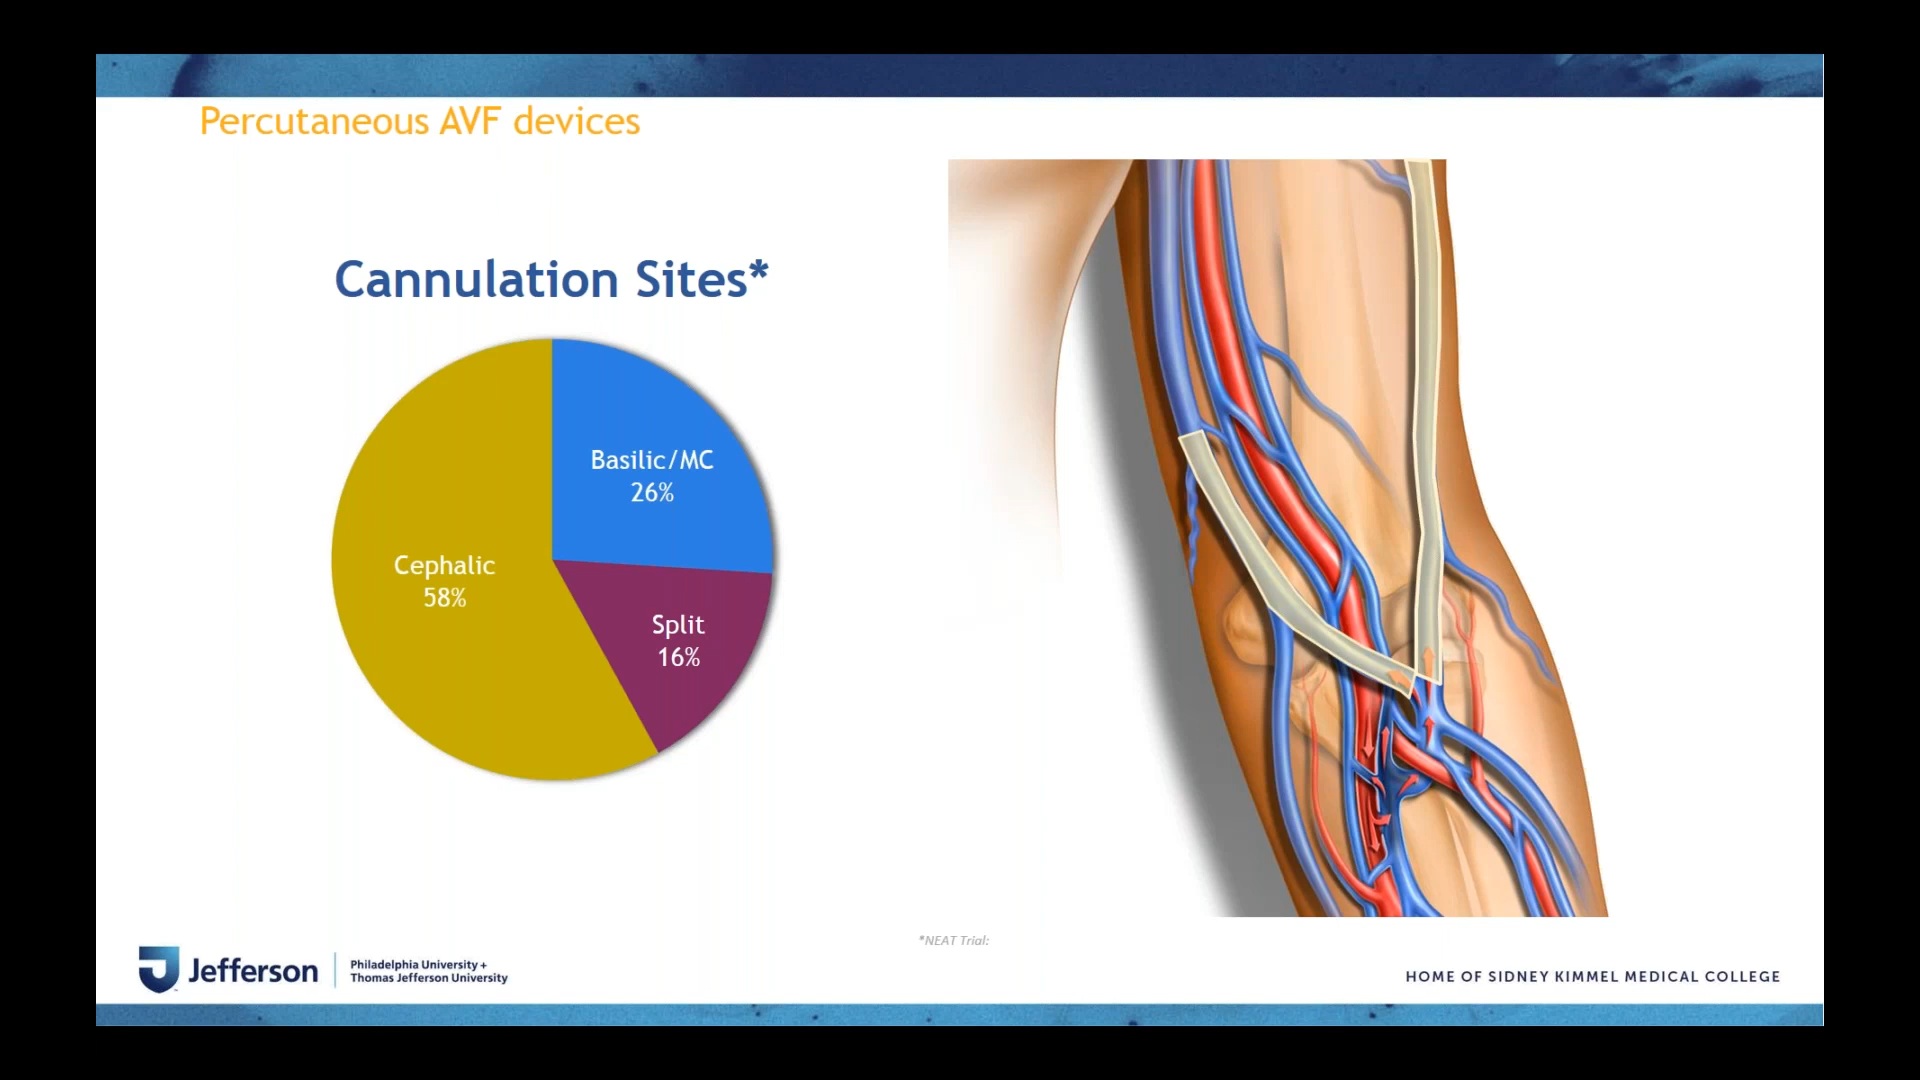 Percutaneous AVF devices
Cannulation Sites*
Basilic/MC
26%
Cephalic
58%
Split
16%
*NEAT Trial:
Jefferson
Philadelphia University +
Thomas Jefferson University
HOME OF SIDNEY KIMMEL MEDICAL COLLEGE